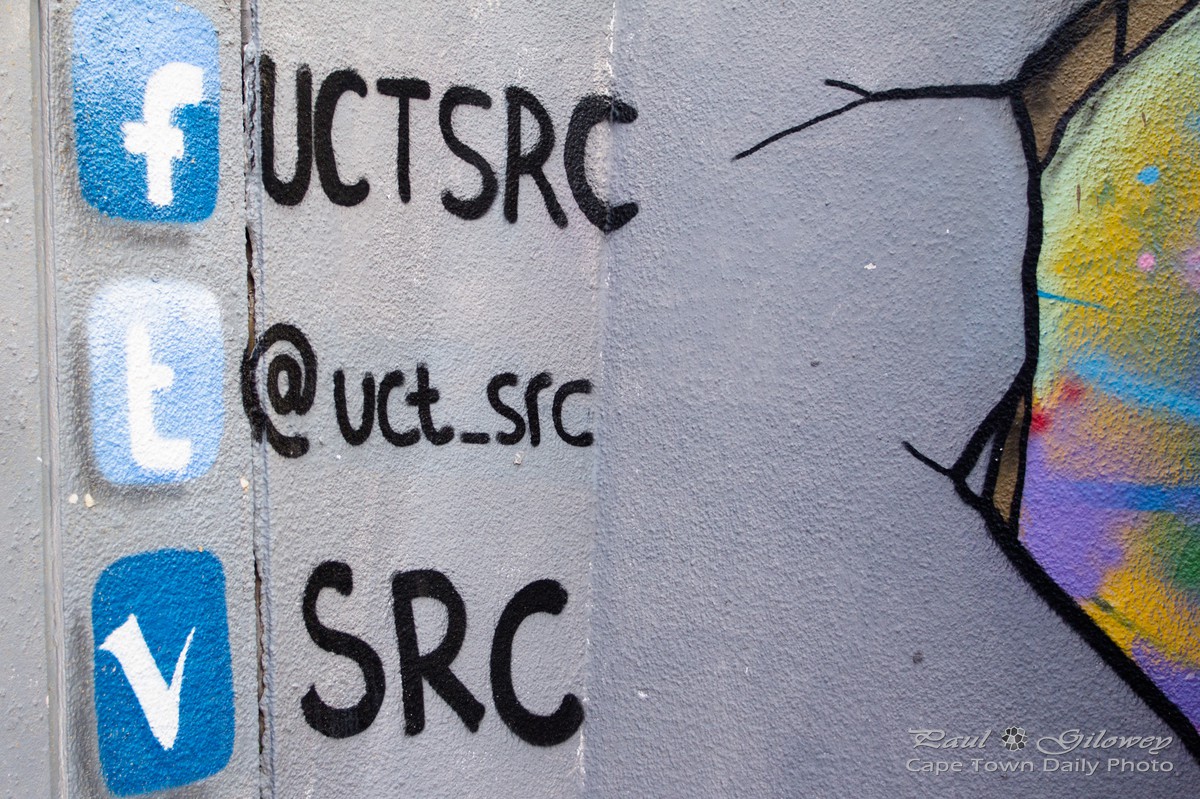 f UCTSRC
t @uct_src
V SRC
Paul Gilowey
Cape Town Daily Photo